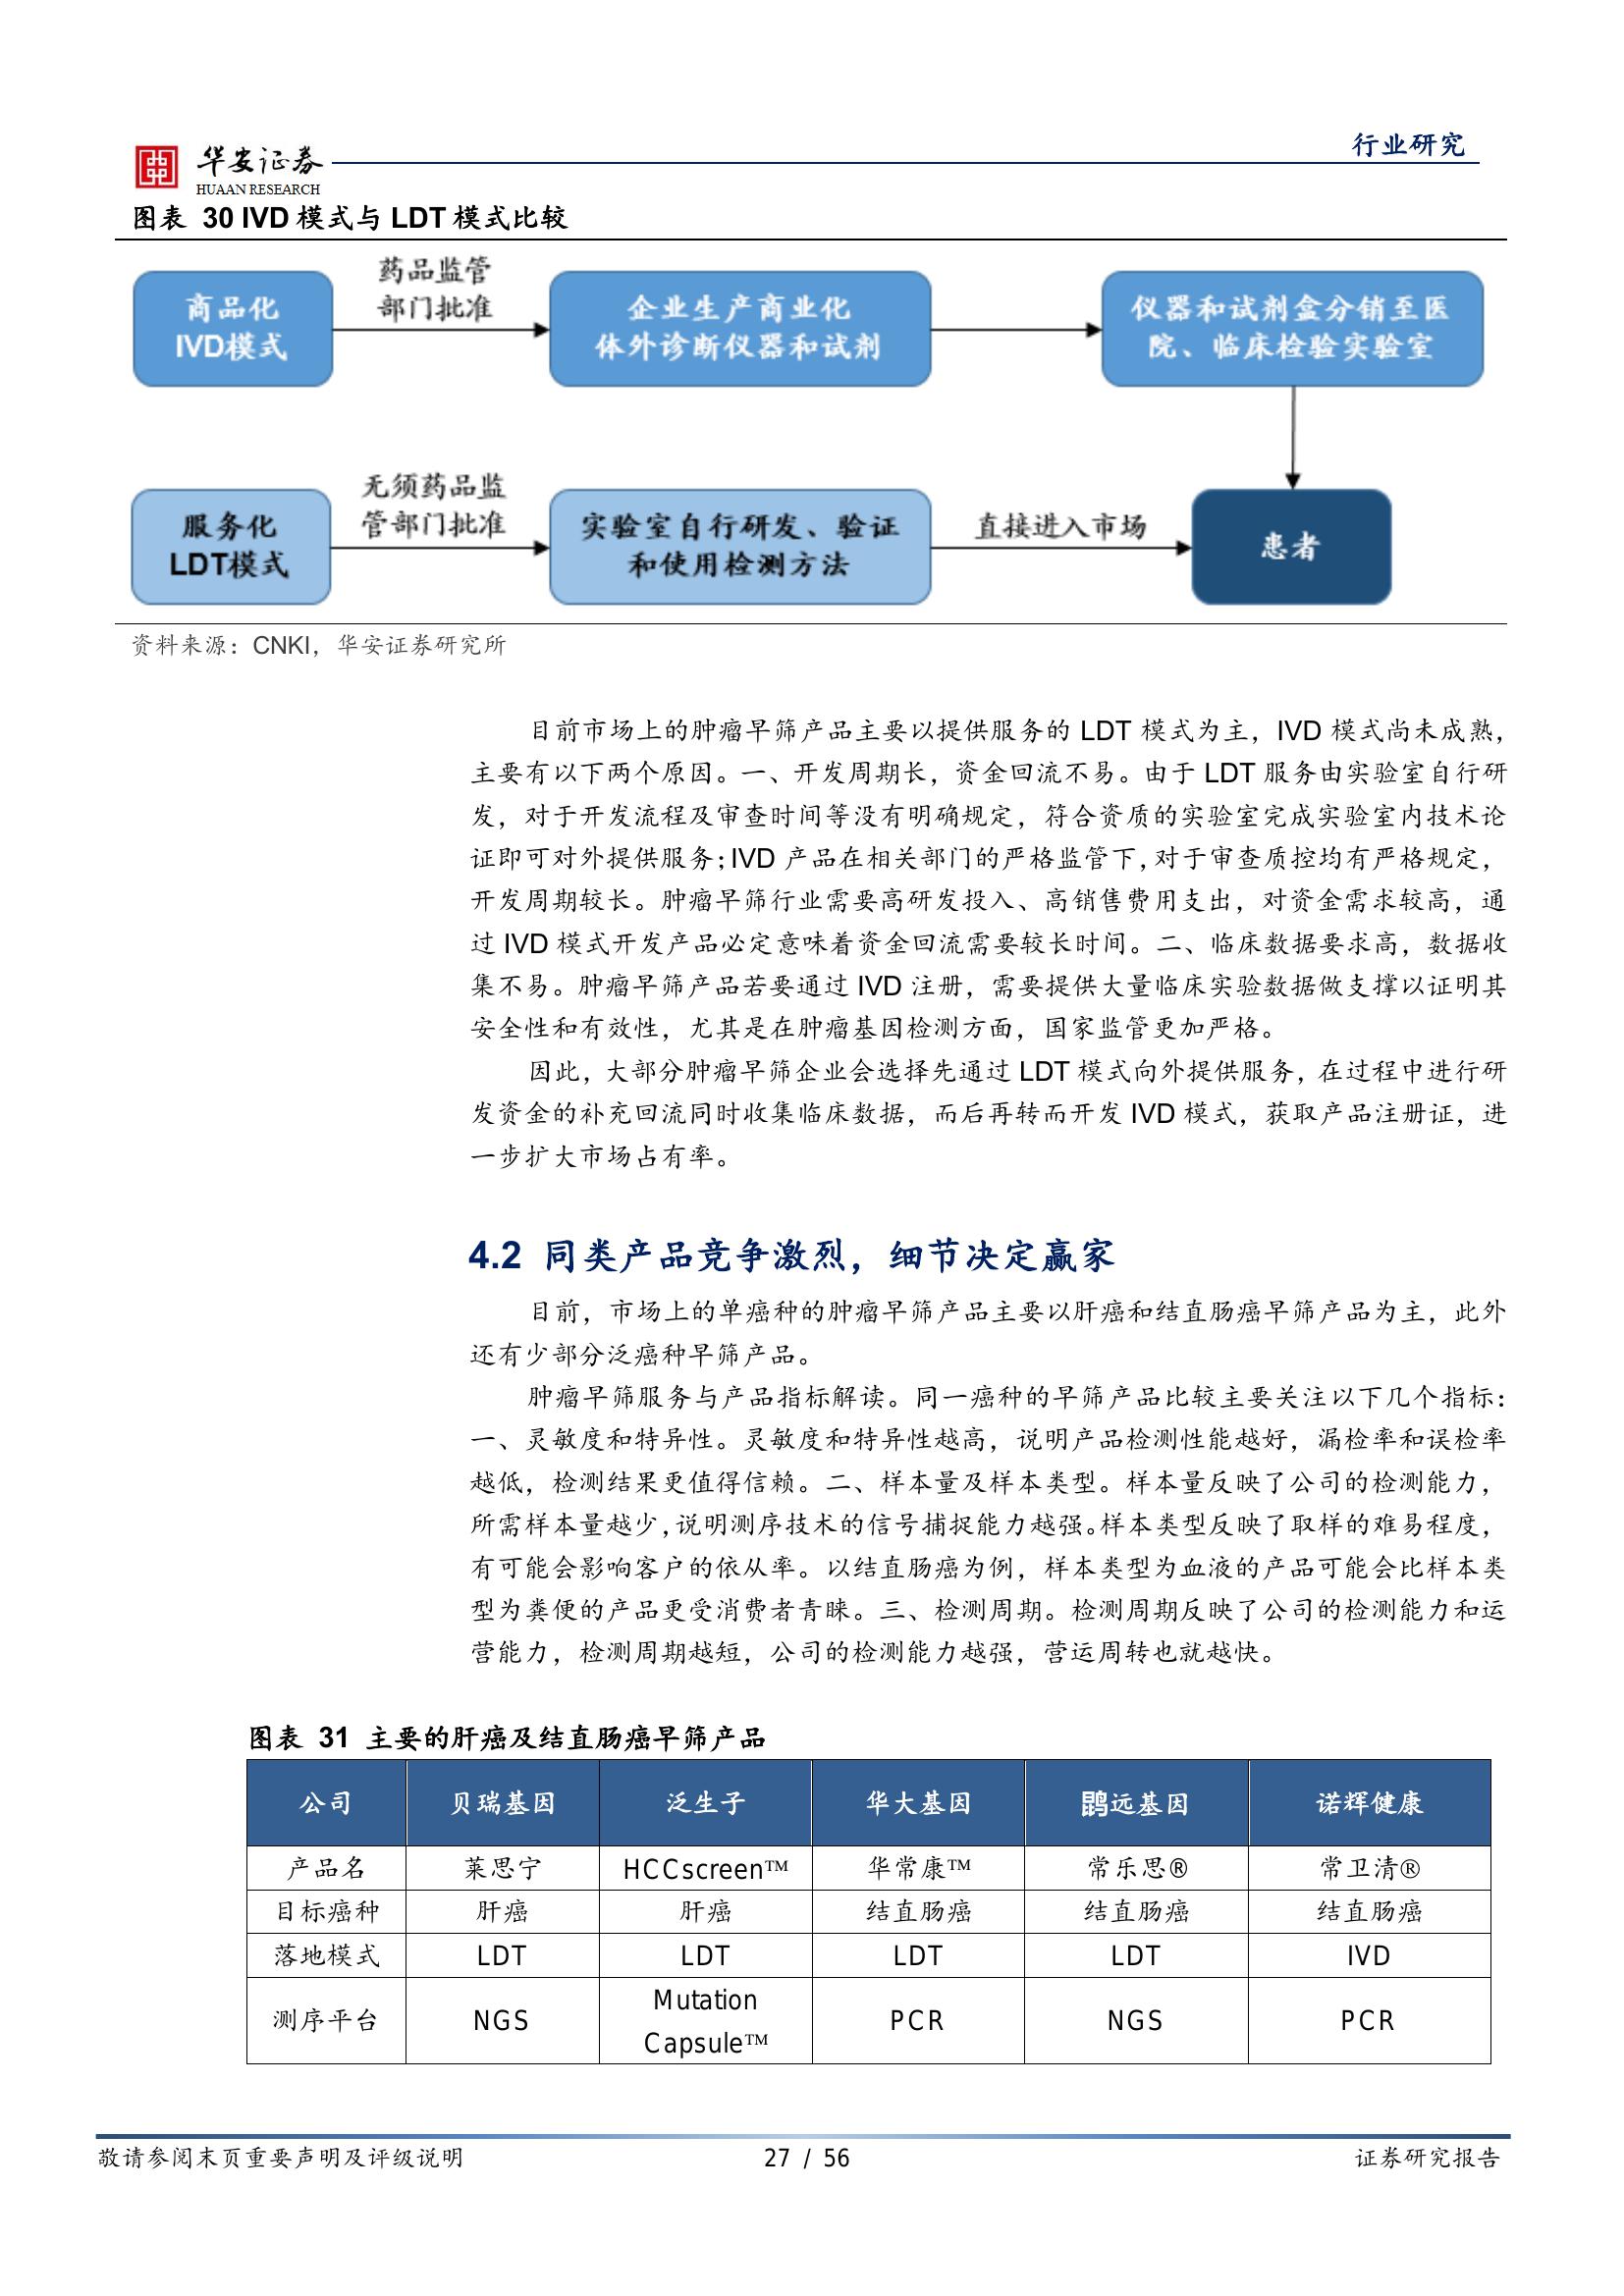 行业研究
华安证券
HUAAN RESEARCH
图表 30 IVD 模式与 LDT 模式比较
商品化
IVD模式
药品监管
部门批准
企业生产商业化
体外诊断仪器和试剂
仪器和试剂盒分销至医
院、临床检验实验室
服务化
LDT模式
无须药品监
管部门批准
实验室自行研发、验证
和使用检测方法
直接进入市场
患者
资料来源：CNKI，华安证券研究所
目前市场上的肿瘤早筛产品主要以提供服务的 LDT 模式为主，IVD 模式尚未成熟，
主要有以下两个原因。一、开发周期长，资金回流不易。由于 LDT 服务由实验室自行研
发，对于开发流程及审查时间等没有明确规定，符合资质的实验室完成实验室内技术论
证即可对外提供服务；IVD 产品在相关部门的严格监管下，对于审查质控均有严格规定，
开发周期较长。肿瘤早筛行业需要高研发投入、高销售费用支出，对资金需求较高，通
过 IVD 模式开发产品必定意味着资金回流需要较长时间。二、临床数据要求高，数据收
集不易。肿瘤早筛产品若要通过 IVD 注册，需要提供大量临床实验数据做支撑以证明其
安全性和有效性，尤其是在肿瘤基因检测方面，国家监管更加严格。
因此，大部分肿瘤早筛企业会选择先通过 LDT 模式向外提供服务，在过程中进行研
发资金的补充回流同时收集临床数据，而后再转而开发 IVD 模式，获取产品注册证，进
一步扩大市场占有率。
4.2 同类产品竞争激烈，细节决定赢家
目前，市场上的单癌种的肿瘤早筛产品主要以肝癌和结直肠癌早筛产品为主，此外
还有少部分泛癌种早筛产品。
肿瘤早筛服务与产品指标解读。同一癌种的早筛产品比较主要关注以下几个指标：
一、灵敏度和特异性。灵敏度和特异性越高，说明产品检测性能越好，漏检率和误检率
越低，检测结果更值得信赖。二、样本量及样本类型。样本量反映了公司的检测能力，
所需样本量越少，说明测序技术的信号捕捉能力越强。样本类型反映了取样的难易程度，
有可能会影响客户的依从率。以结直肠癌为例，样本类型为血液的产品可能会比样本类
型为粪便的产品更受消费者青睐。三、检测周期。检测周期反映了公司的检测能力和运
营能力，检测周期越短，公司的检测能力越强，营运周转也就越快。
图表 31 主要的肝癌及结直肠癌早筛产品
公司 贝瑞基因 泛生子 华大基因 鹍远基因 诺辉健康
产品名 莱思宁 HCCscreen™ 华常康™ 常乐思® 常卫清®
目标癌种 肝癌 肝癌 结直肠癌 结直肠癌 结直肠癌
落地模式 LDT LDT LDT LDT IVD
测序平台 NGS Mutation Capsule™ PCR NGS PCR
敬请参阅末页重要声明及评级说明 27 / 56 证券研究报告